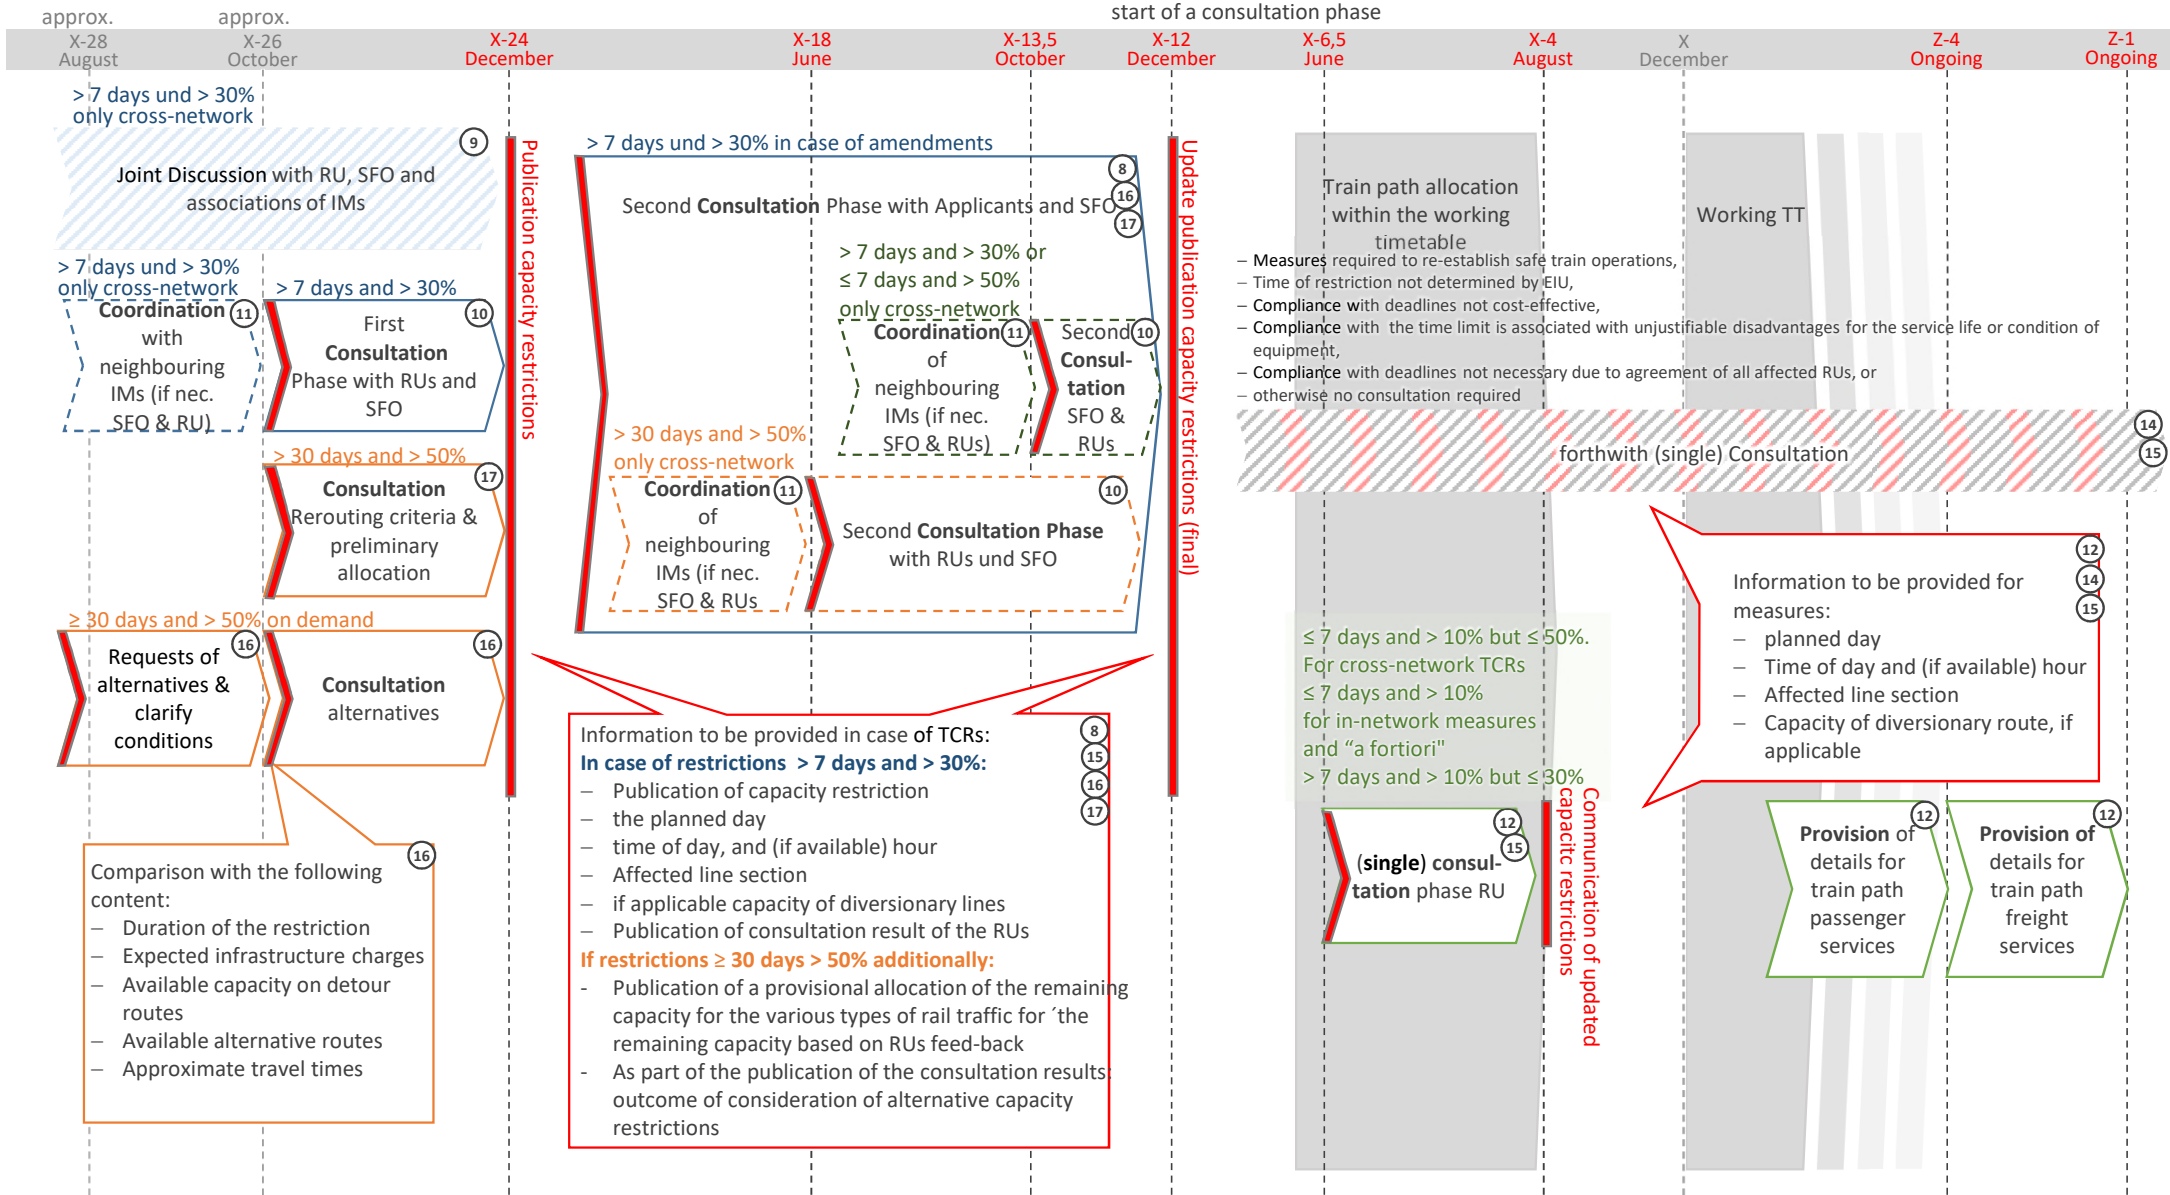 start of a consultation phase
approx.
X-28
August
approx.
X-26
October
X-24
December
X-18
June
X-13,5
October
X-12
December
X-6,5
June
X-4
August
X
December
Z-4
Ongoing
Z-1
Ongoing
> 7 days und > 30%
only cross-network
9
Joint Discussion with RU, SFO and
associations of IMs
> 7 days und > 30%
only cross-network
11
Coordination
with
neighbouring
IMs (if nec.
SFO & RU)
> 7 days and > 30%
10
First
Consultation
Phase with RUs and
SFO
> 30 days and > 50%
17
Consultation
Rerouting criteria &
preliminary
allocation
≥ 30 days and > 50% on demand
16
Requests of
alternatives &
clarify
conditions
16
Consultation
alternatives
16
Comparison with the following
content:
– Duration of the restriction
– Expected infrastructure charges
– Available capacity on detour
routes
– Available alternative routes
– Approximate travel times
Publication capacity restrictions
> 7 days und > 30% in case of amendments
8
16
17
Second Consultation Phase with Applicants and SFO
> 7 days and > 30% or
≤ 7 days and > 50%
only cross-network
11
Coordination
of
neighbouring
IMs (if nec.
SFO & RUs)
10
Second
Consul-
tation
SFO &
RUs
> 30 days and > 50%
only cross-network
11
Coordination
of
neighbouring
IMs (if nec.
SFO & RUs
10
Second Consultation Phase
with RUs und SFO
Update publication capacity restrictions (final)
8
15
16
17
Information to be provided in case of TCRs:
In case of restrictions > 7 days and > 30%:
– Publication of capacity restriction
– the planned day
– time of day, and (if available) hour
– Affected line section
– if applicable capacity of diversionary lines
– Publication of consultation result of the RUs
If restrictions ≥ 30 days > 50% additionally:
- Publication of a provisional allocation of the remaining
capacity for the various types of rail traffic for ´the
remaining capacity based on RUs feed-back
- As part of the publication of the consultation results:
outcome of consideration of alternative capacity
restrictions
Train path allocation
within the working
timetable
Working TT
– Measures required to re-establish safe train operations,
– Time of restriction not determined by EIU,
– Compliance with deadlines not cost-effective,
– Compliance with the time limit is associated with unjustifiable disadvantages for the service life or condition of
equipment,
– Compliance with deadlines not necessary due to agreement of all affected RUs, or
– otherwise no consultation required
14
15
forthwith (single) Consultation
12
14
15
Information to be provided for
measures:
– planned day
– Time of day and (if available) hour
– Affected line section
– Capacity of diversionary route, if
applicable
≤ 7 days and > 10% but ≤ 50%.
For cross-network TCRs
≤ 7 days and > 10%
for in-network measures
and “a fortiori"
> 7 days and > 10% but ≤ 30%
12
15
(single) consul-
tation phase RU
Communication of updated
capacitc restrictions
12
Provision of
details for
train path
passenger
services
12
Provision of
details for
train path
freight
services